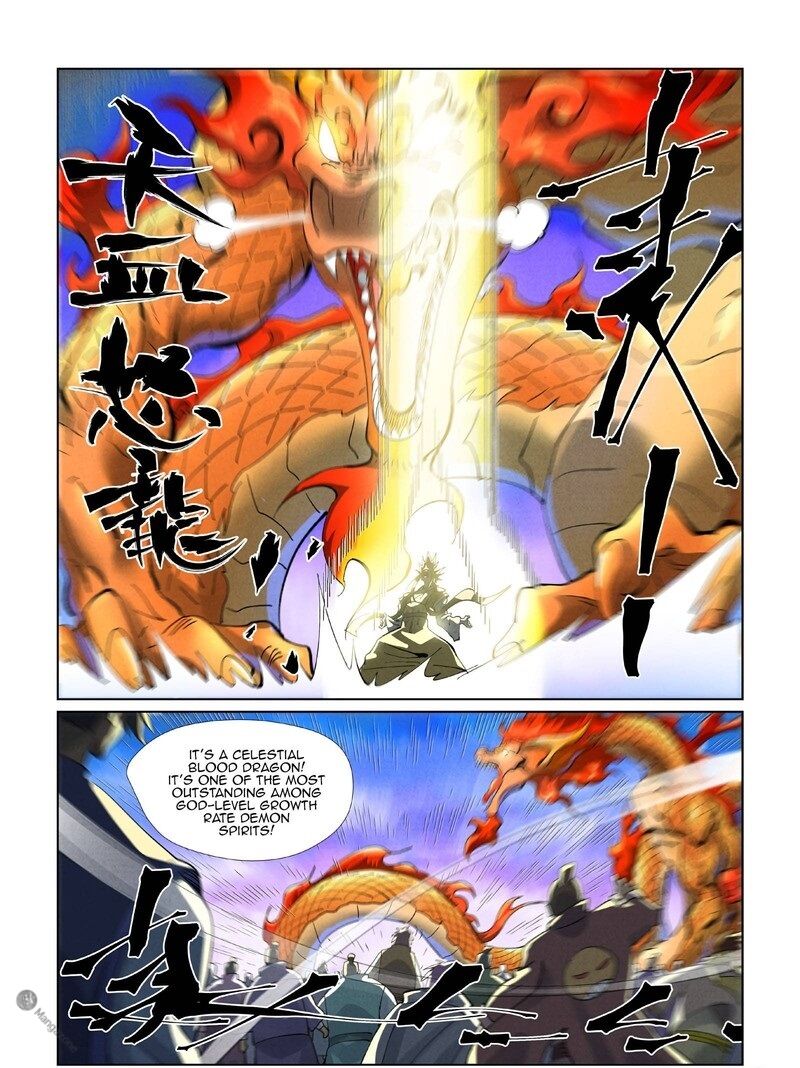 天
血
怒
龍
IT'S A CELESTIAL
BLOOD DRAGON!
IT'S ONE OF THE MOST
OUTSTANDING AMONG
GOD-LEVEL GROWTH
RATE DEMON
SPIRITS!